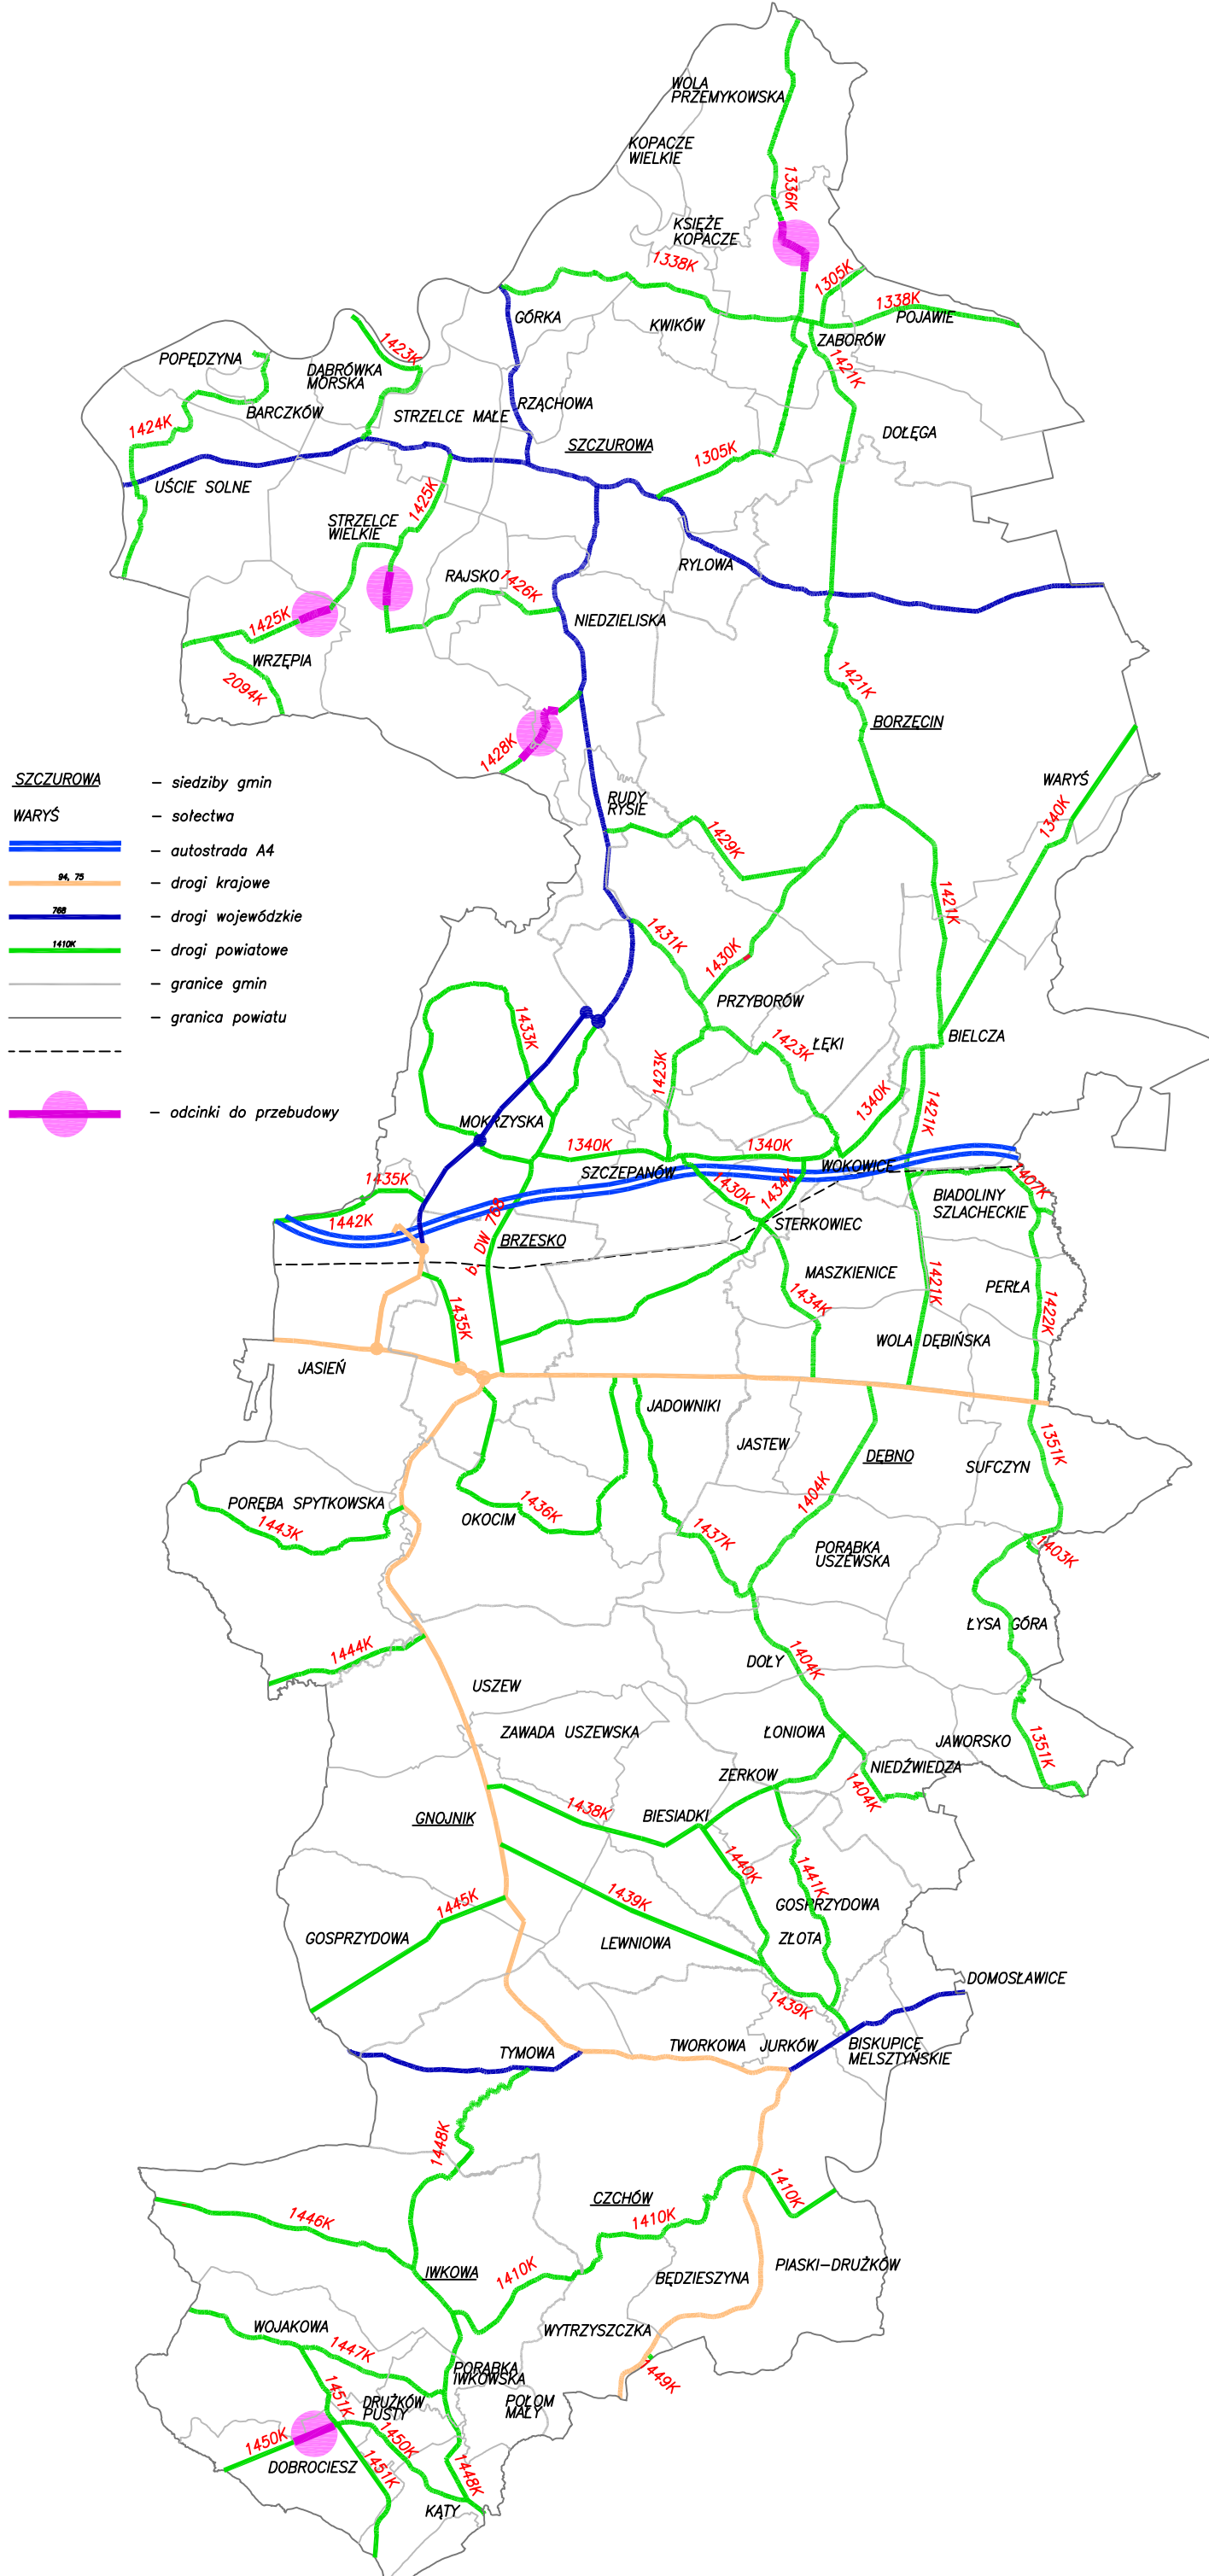 WOLA
PRZEMYKOWSKA
KOPACZE
WIELKIE
1336K
KSIĘŻE
KOPACZE
1338K
1305K
1338K
POJAWIE
GÓRKA
KWIKÓW
ZABORÓW
1423K
POPĘDZYNA
DĄBRÓWKA
MORSKA
1421K
BARCZKÓW
STRZELCE MAŁE
RZĄCHOWA
1424K
DOŁĘGA
SZCZUROWA
1305K
UŚCIE SOLNE
1425K
STRZELCE
WIELKIE
RYLOWA
RAJSKO
1426K
NIEDZIELISKA
1425K
WRZĘPIA
2094K
1421K
BORZĘCIN
1428K
SZCZUROWA
– siedziby gmin
WARYŚ
– sołectwa
– autostrada A4
94, 75
– drogi krajowe
768
– drogi wojewódzkie
1410K
– drogi powiatowe
– granice gmin
– granica powiatu
– odcinki do przebudowy
WARYŚ
RUDY
RYSIE
1340K
1429K
1421K
1431K
1430K
PRZYBORÓW
1433K
1423K
ŁĘKI
BIELCZA
1423K
1340K
MOKRZYSKA
1421K
1340K
1340K
SZCZEPANÓW
WOKOWICE
1435K
1430K
1434K
1407K
1442K
BIADOLINY
SZLACHECKIE
b. DW 768
BRZESKO
STERKOWIEC
MASZKIENICE
PERŁA
1435K
1434K
1421K
1422K
WOLA DĘBIŃSKA
JASIEŃ
JADOWNIKI
JASTEW
DĘBNO
SUFCZYN
1351K
PORĘBA SPYTKOWSKA
1443K
OKOCIM
1436K
1404K
1437K
PORĄBKA
USZEWSKA
1403K
ŁYSA GÓRA
1444K
DOŁY
1404K
USZEW
ZAWADA USZEWSKA
ŁONIOWA
JAWORSKO
1351K
ZERKOW
NIEDŹWIEDZA
1404K
GNOJNIK
1438K
BIESIADKI
1440K
1441K
1445K
1439K
GOSPRZYDOWA
GOSPRZYDOWA
LEWNIOWA
ZŁOTA
DOMOSŁAWICE
1439K
TYMOWA
TWORKOWA
JURKÓW
BISKUPICE
MELSZTYŃSKIE
1448K
1446K
CZCHÓW
1410K
1410K
IWKOWA
1410K
BĘDZIESZYNA
PIASKI–DRUŻKÓW
WOJAKOWA
WYTRZYSZCZKA
1447K
PORĄBKA
IWKOWSKA
1449K
1451K
DRUŻKÓW
PUSTY
POŁOM
MAŁY
1450K
1450K
DOBROCIESZ
1451K
1448K
KĄTY